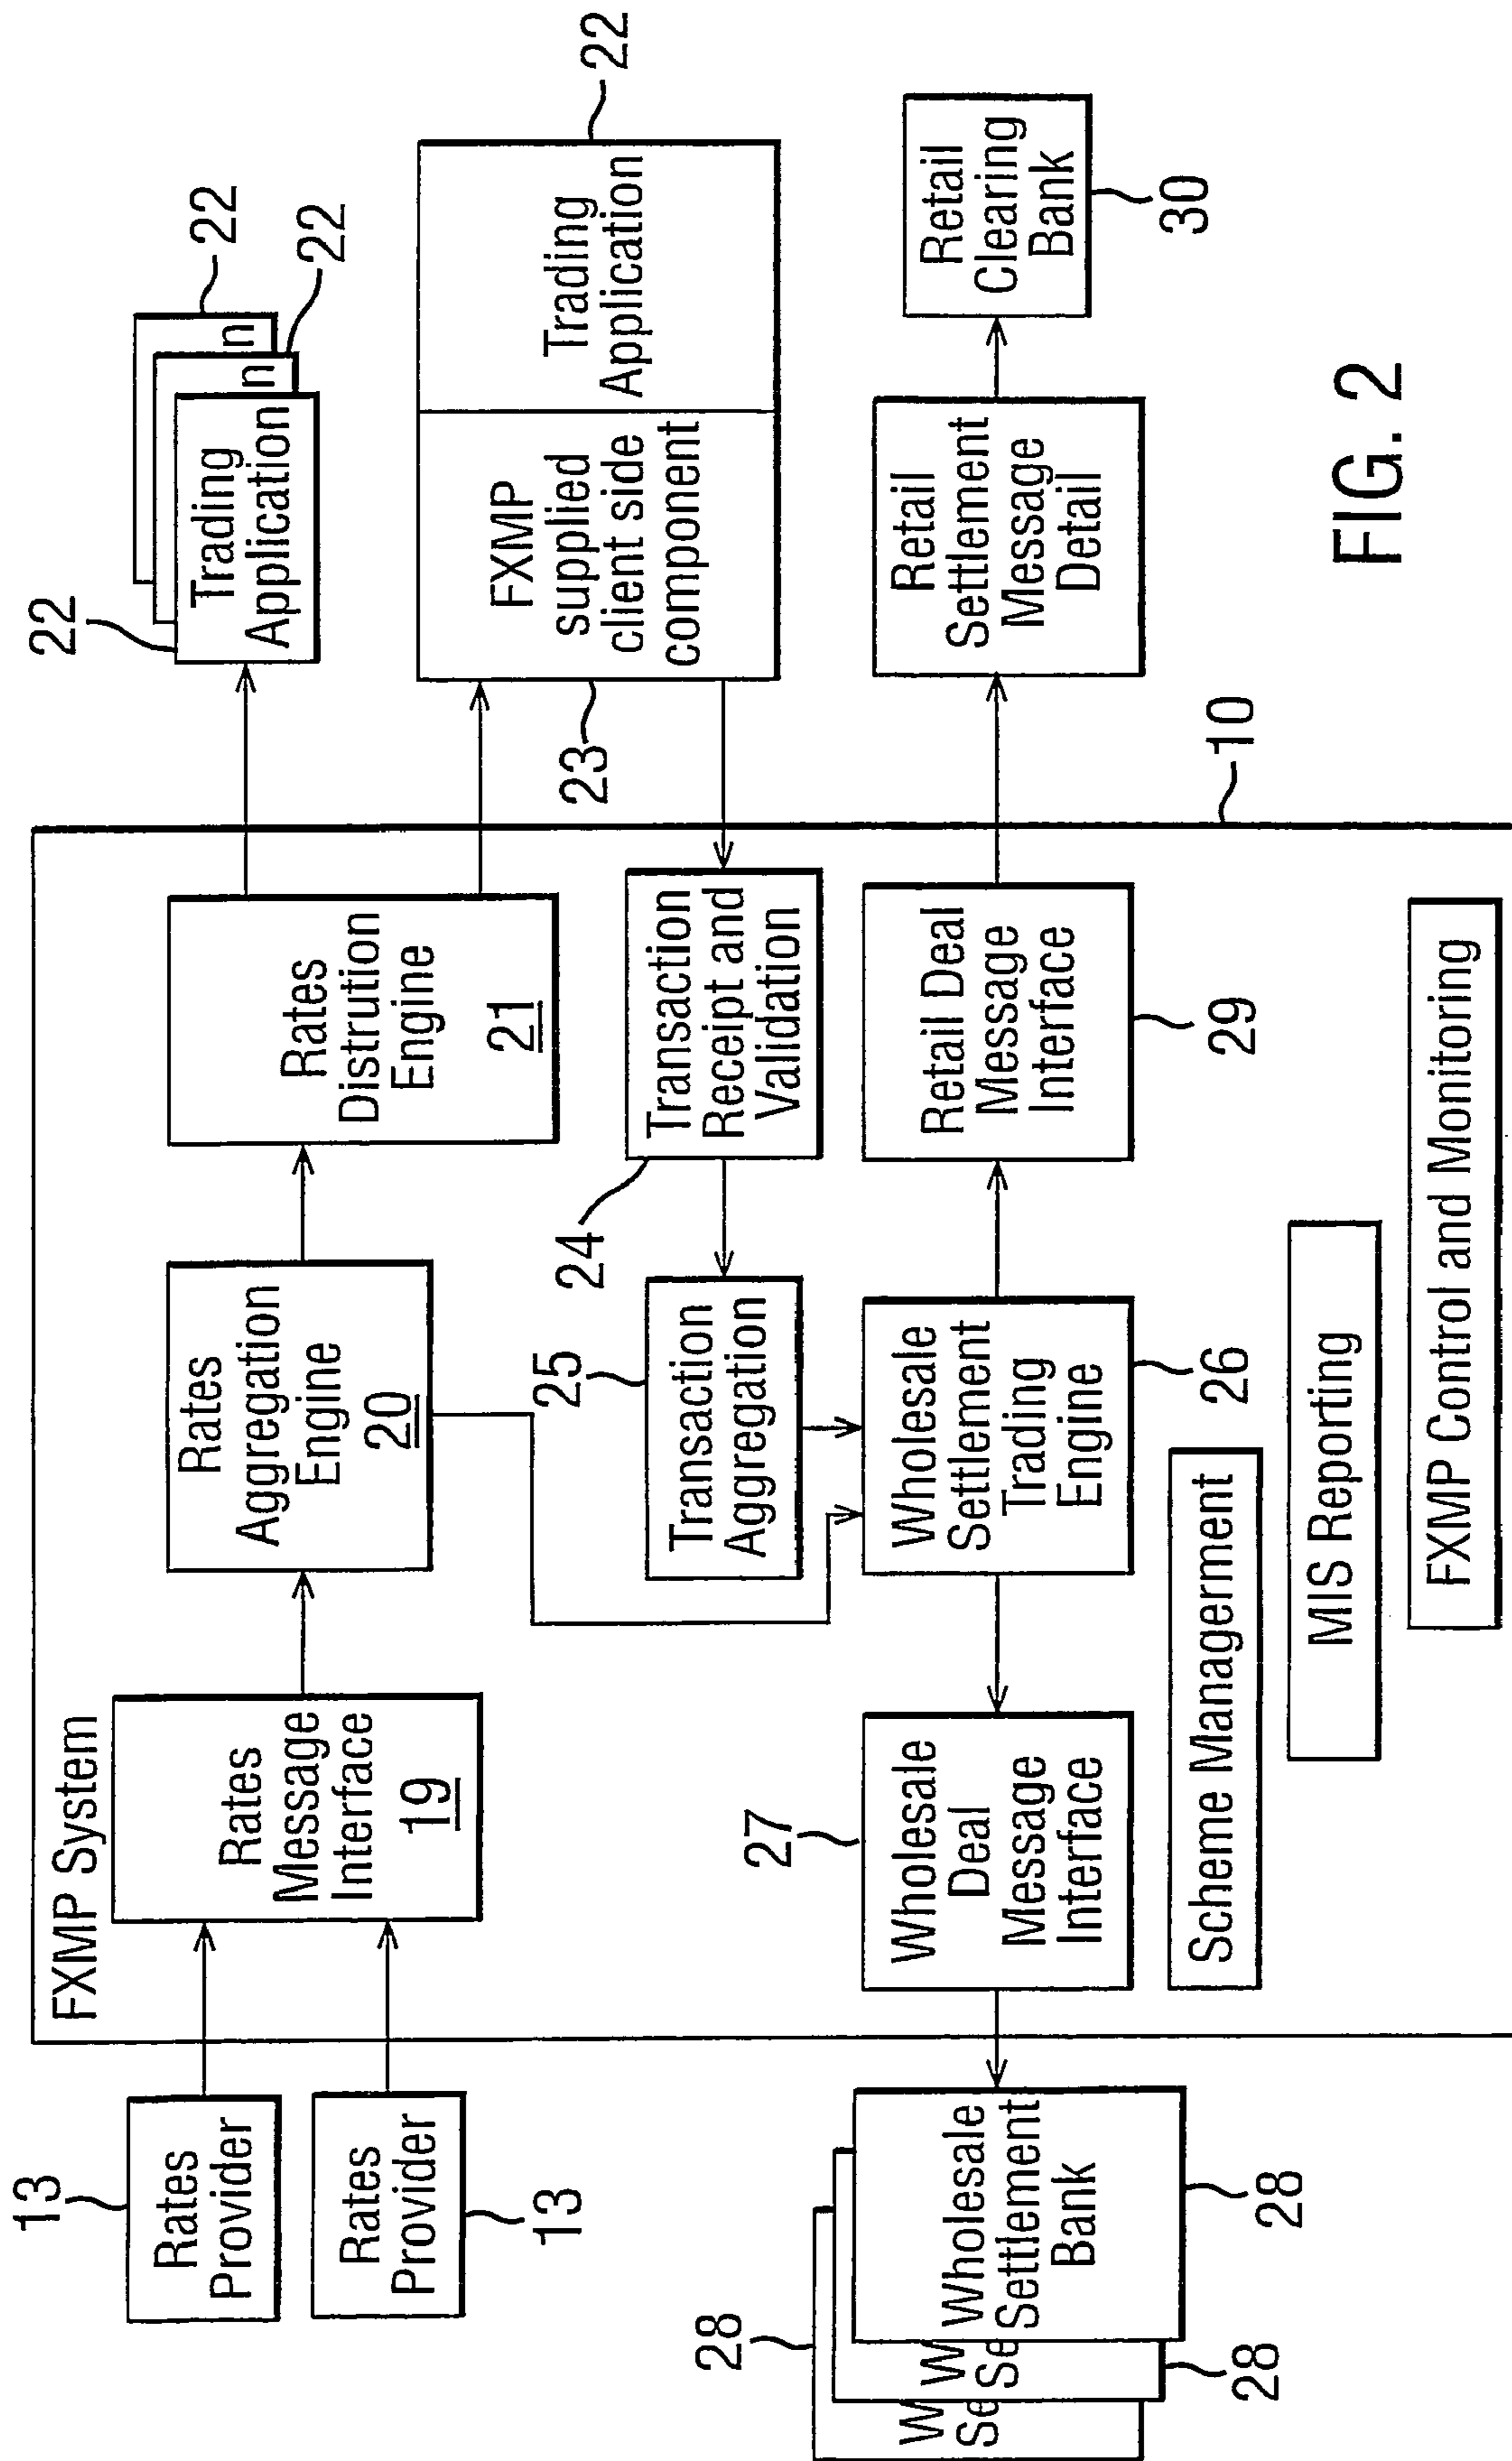 13
Rates
Provider
Rates
Provider
13
FXMP System
Rates
Message
Interface
19
Rates
Aggregation
Engine
20
Rates
Distrution
Engine
21
22
Trading
Application
n
22
n
22
FXMP
supplied
client side
component
23
Trading
Application
22
Transaction
Receipt and
Validation
24
Transaction
Aggregation
25
28
W
Se
W
Se
28
Wholesale
Settlement
Bank
28
27
Wholesale
Deal
Message
Interface
Wholesale
Settlement
Trading
Engine
26
Retail Deal
Message
Interface
29
Retail
Settlement
Message
Detail
Retail
Clearing
Bank
30
10
Scheme Managerment
MIS Reporting
FXMP Control and Monitoring
FIG. 2